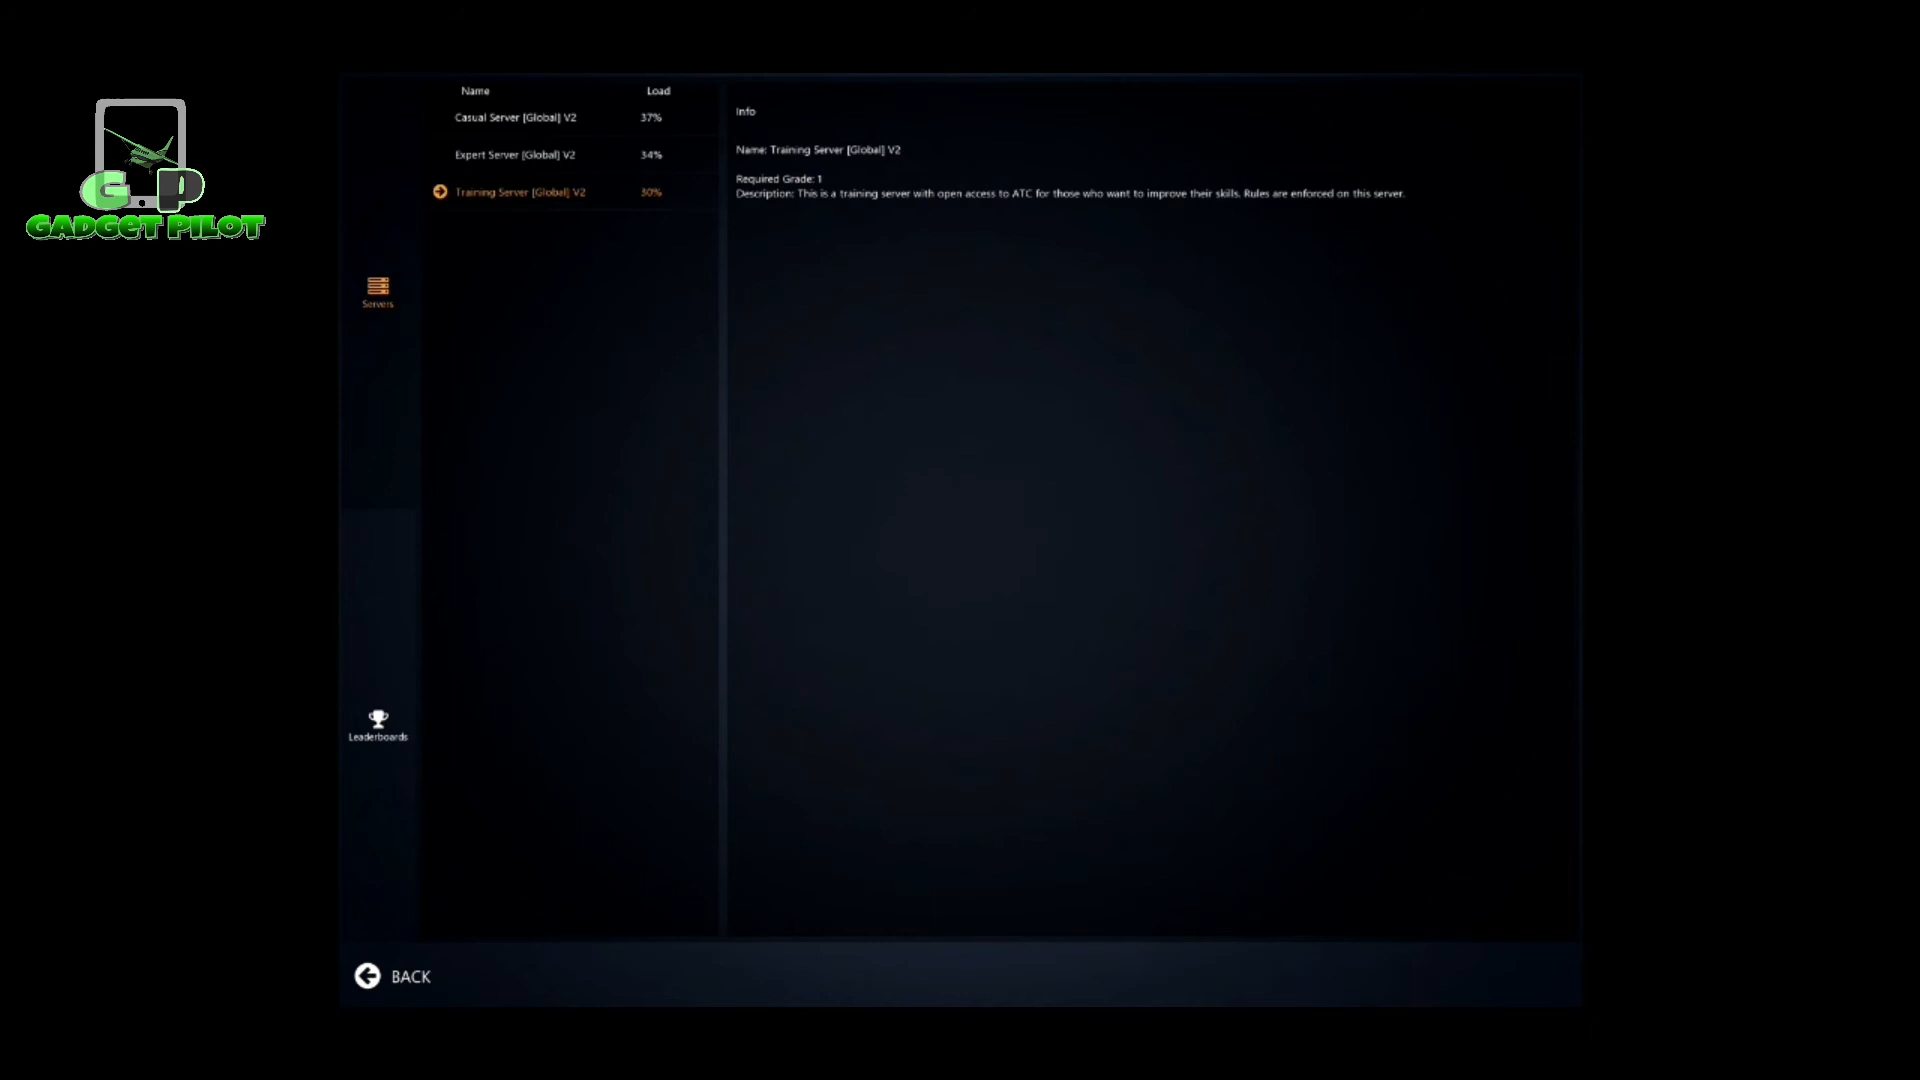 GP
GADGET PILOT
Name Load
Casual Server [Global] V2 37%
Expert Server [Global] V2 34%
Training Server [Global] V2 30%
Servers
Leaderboards
Info
Name: Training Server [Global] V2
Required Grade: 1
Description: This is a training server with open access to ATC for those who want to improve their skills. Rules are enforced on this server.
BACK